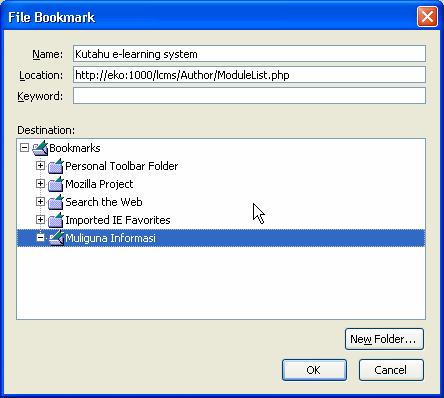 File Bookmark
Name: Kutahu e-learning system
Location: http://eko:1000/lcms/Author/ModuleList.php
Keyword:
Destination:
Bookmarks
Personal Toolbar Folder
Mozilla Project
Search the Web
Imported IE Favorites
Muliguna Informasi
New Folder...
OK Cancel